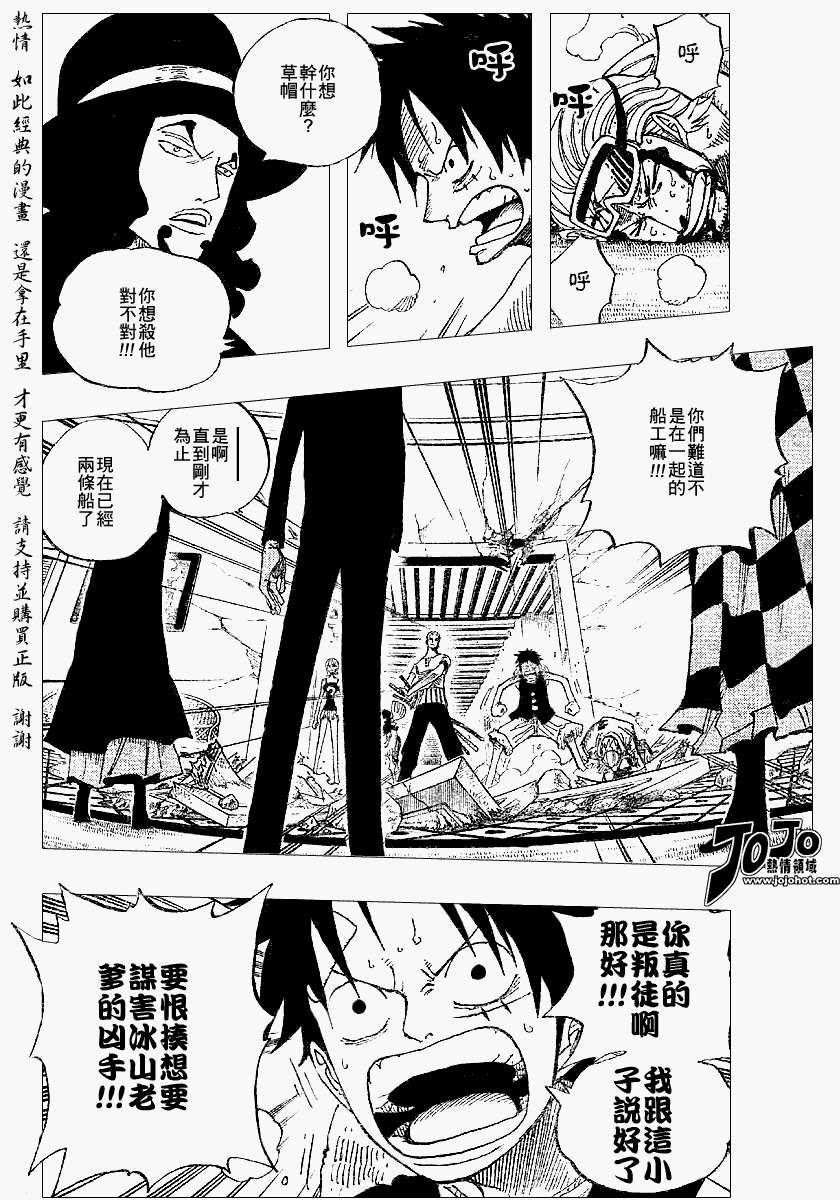 呼
呼
呼
呼
呼
你想
幹什麼?
草帽
你想殺他
對不對!!!
你們難道不
是在一起的
船工嘛!!!
是啊——
直到剛才
為止
現在已經
兩條船了
你真的
是叛徒啊
那好!!!
我跟這小
子說好了
要恨揍想要
謀害冰山老
爹的凶手!!!
熱情 如此經典的漫畫 還是拿在手里 才更有感覺 請支持並購買正版 謝謝
JOJO
熱情領域
www.jojohot.com